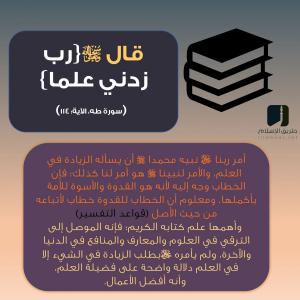 قال ﷻ {رب
زدني علما}
(سورة طه، الآية: ١١٤)
طريق الإسلام
أمر ربنا ﷻ نبيه محمدا ﷺ أن يسأله الزيادة في
العلم، والأمر لنبينا ﷺ هو أمر لنا كذلك؛ فإن
الخطاب وجه إليه لأنه هو القدوة والأسوة للأمة
بأكملها، ومعلوم أن الخطاب للقدوة خطاب لأتباعه
من حيث الأصل (قواعد التفسير)
وأهمها علم كتابه الكريم؛ فإنه الموصل إلى
الترقي في العلوم والمعارف والمنافع في الدنيا
والآخرة، ولم يأمره ﷻ بطلب الزيادة في الشيء إلا
في العلم دلالة واضحة على فضيلة العلم،
وأنه أفضل الأعمال.